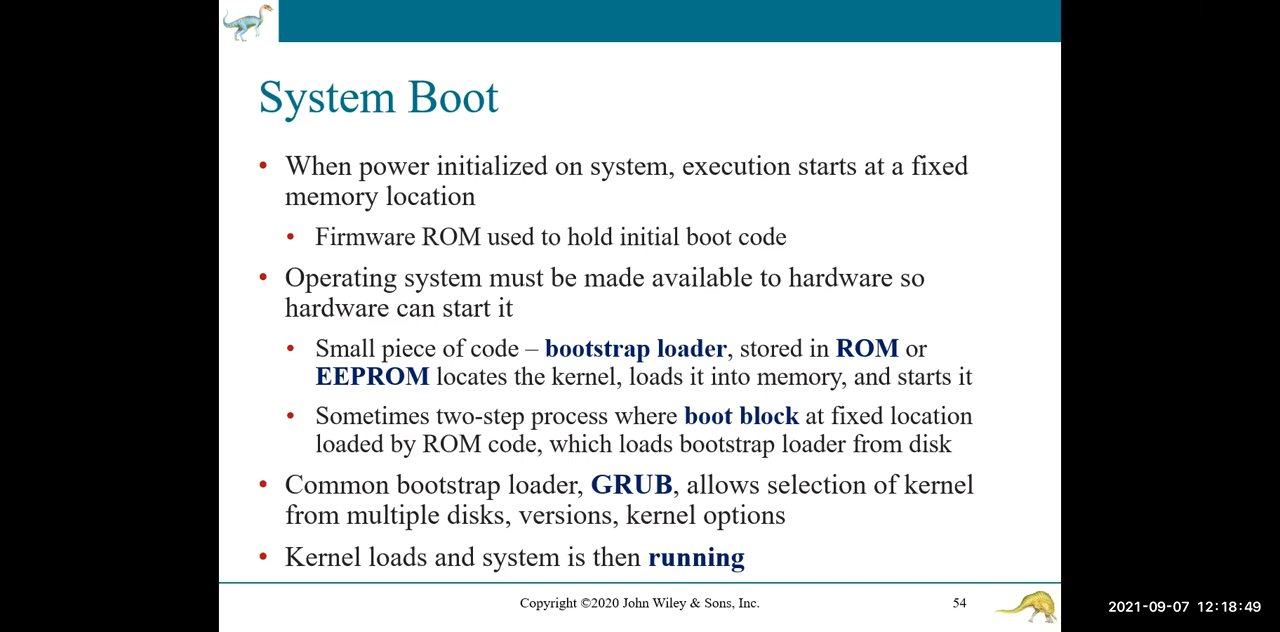 System Boot
• When power initialized on system, execution starts at a fixed
memory location
• Firmware ROM used to hold initial boot code
• Operating system must be made available to hardware so
hardware can start it
• Small piece of code – bootstrap loader, stored in ROM or
EEPROM locates the kernel, loads it into memory, and starts it
• Sometimes two-step process where boot block at fixed location
loaded by ROM code, which loads bootstrap loader from disk
• Common bootstrap loader, GRUB, allows selection of kernel
from multiple disks, versions, kernel options
• Kernel loads and system is then running
Copyright ©2020 John Wiley & Sons, Inc.
54
2021-09-07 12:18:49